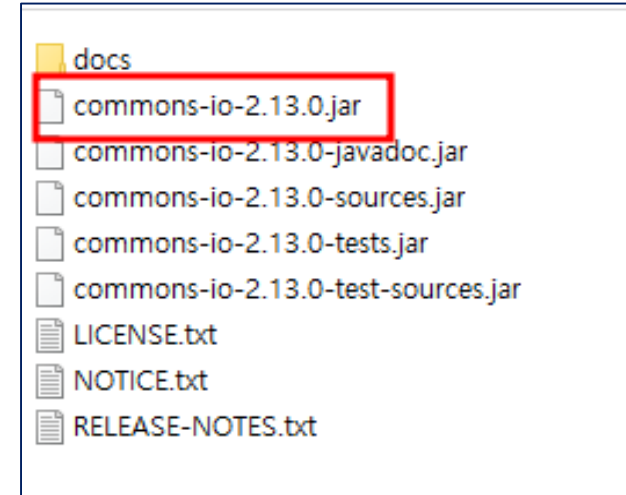 docs
commons-io-2.13.0.jar
commons-io-2.13.0-javadoc.jar
commons-io-2.13.0-sources.jar
commons-io-2.13.0-tests.jar
commons-io-2.13.0-test-sources.jar
LICENSE.txt
NOTICE.txt
RELEASE-NOTES.txt